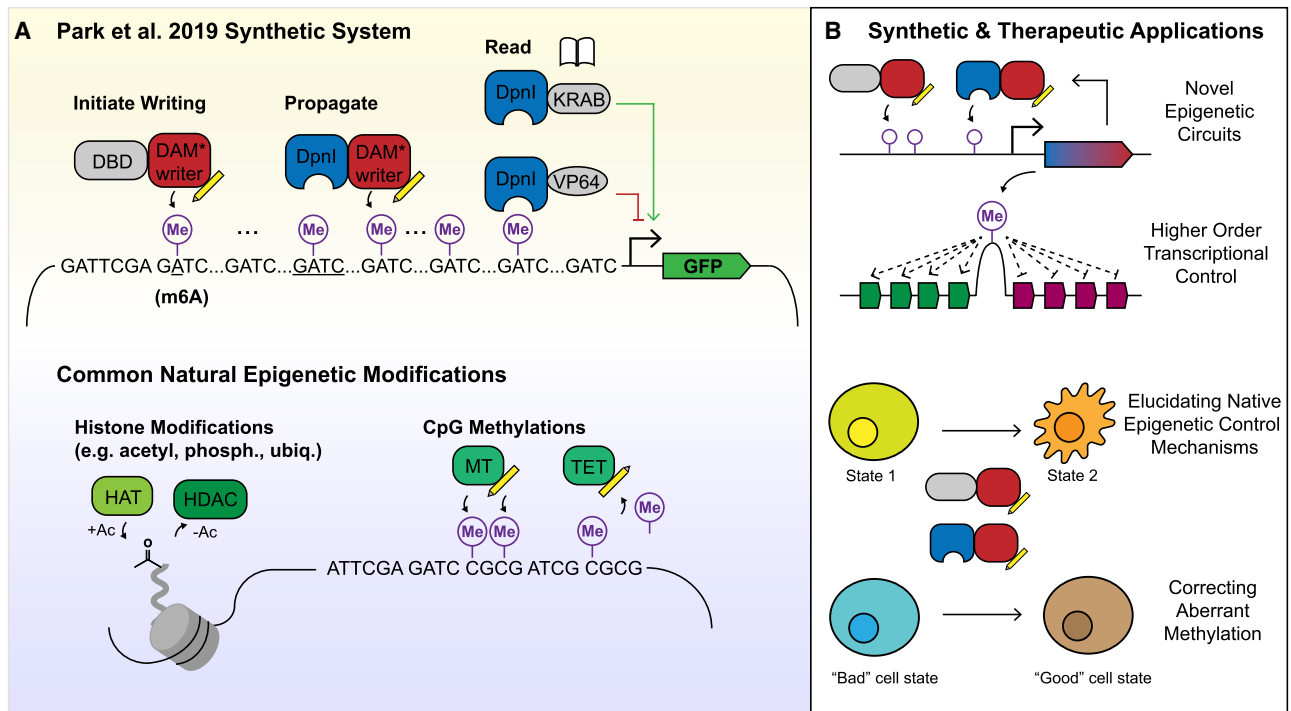 A Park et al. 2019 Synthetic System
Read
Initiate Writing
Propagate
DpnI
KRAB
DBD
DAM*
writer
DpnI
DAM*
writer
DpnI
VP64
Me
...
Me
Me
...
Me
Me
GATTCGA GATC...GATC...GATC...GATC...GATC...GATC...GATC
GFP
(m6A)
Common Natural Epigenetic Modifications
Histone Modifications
(e.g. acetyl, phosph., ubiq.)
CpG Methylations
MT
TET
HAT
HDAC
+Ac
-Ac
Me
Me
Me
Me
O
ATTCGA GATC CGCG ATCG CGCG
B Synthetic & Therapeutic Applications
Novel
Epigenetic
Circuits
Me
Higher Order
Transcriptional
Control
Elucidating Native
Epigenetic Control
Mechanisms
State 1
State 2
Correcting
Aberrant
Methylation
“Bad” cell state
“Good” cell state